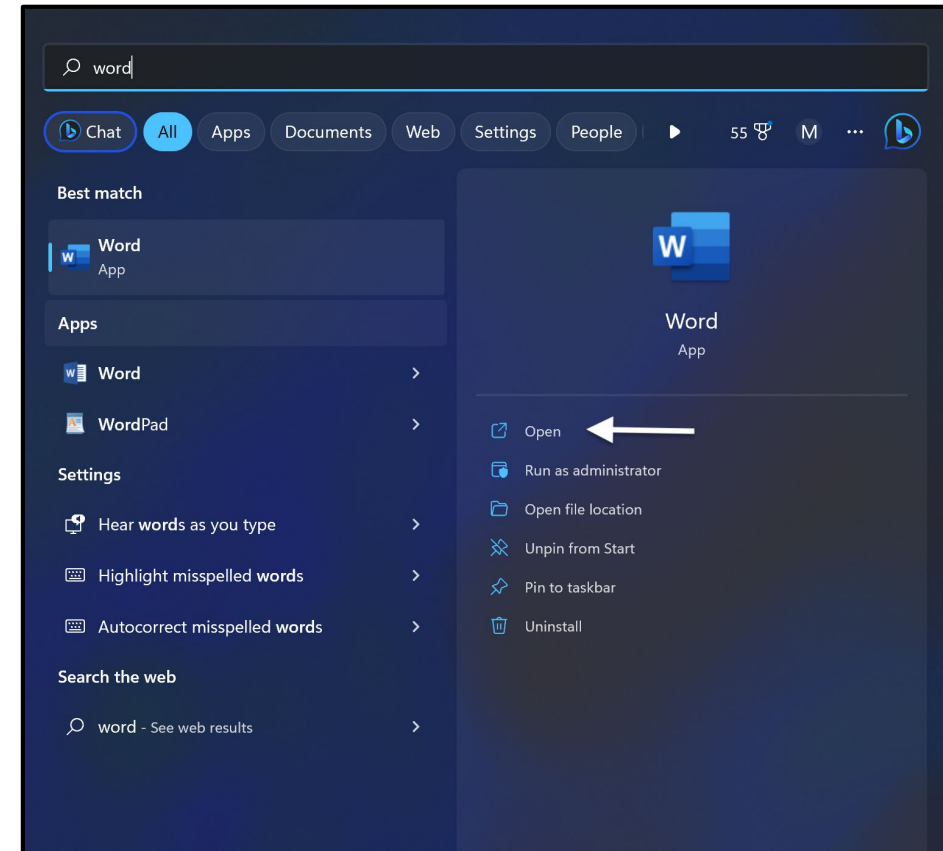 word
Chat All Apps Documents Web Settings People 55 M ...
Best match
Word
App
Apps
Word
WordPad
Settings
Hear words as you type
Highlight misspelled words
Autocorrect misspelled words
Search the web
word - See web results
W
Word
App
Open
Run as administrator
Open file location
Unpin from Start
Pin to taskbar
Uninstall